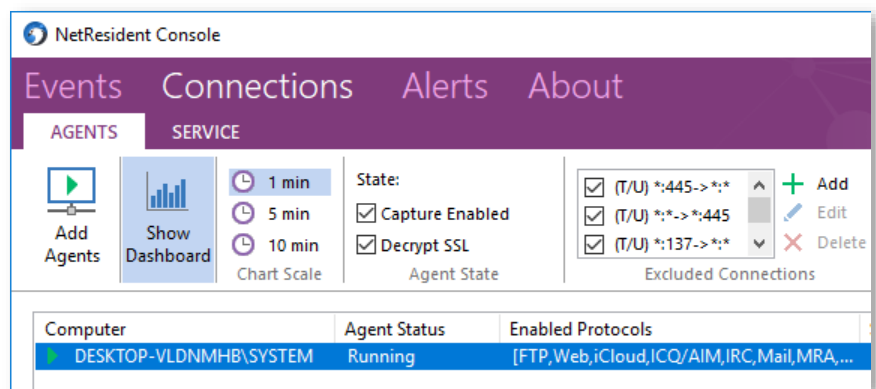 NetResident Console
Events Connections Alerts About
AGENTS SERVICE
Add Agents
Show Dashboard
1 min
5 min
10 min
Chart Scale
State:
Capture Enabled
Decrypt SSL
Agent State
(T/U) *:445->*:*
(T/U) *:*->*:445
(T/U) *:137->*:*
Add
Edit
Delete
Excluded Connections
Computer Agent Status Enabled Protocols
DESKTOP-VLDNMHB\SYSTEM Running [FTP,Web,iCloud,ICQ/AIM,IRC,Mail,MRA,...